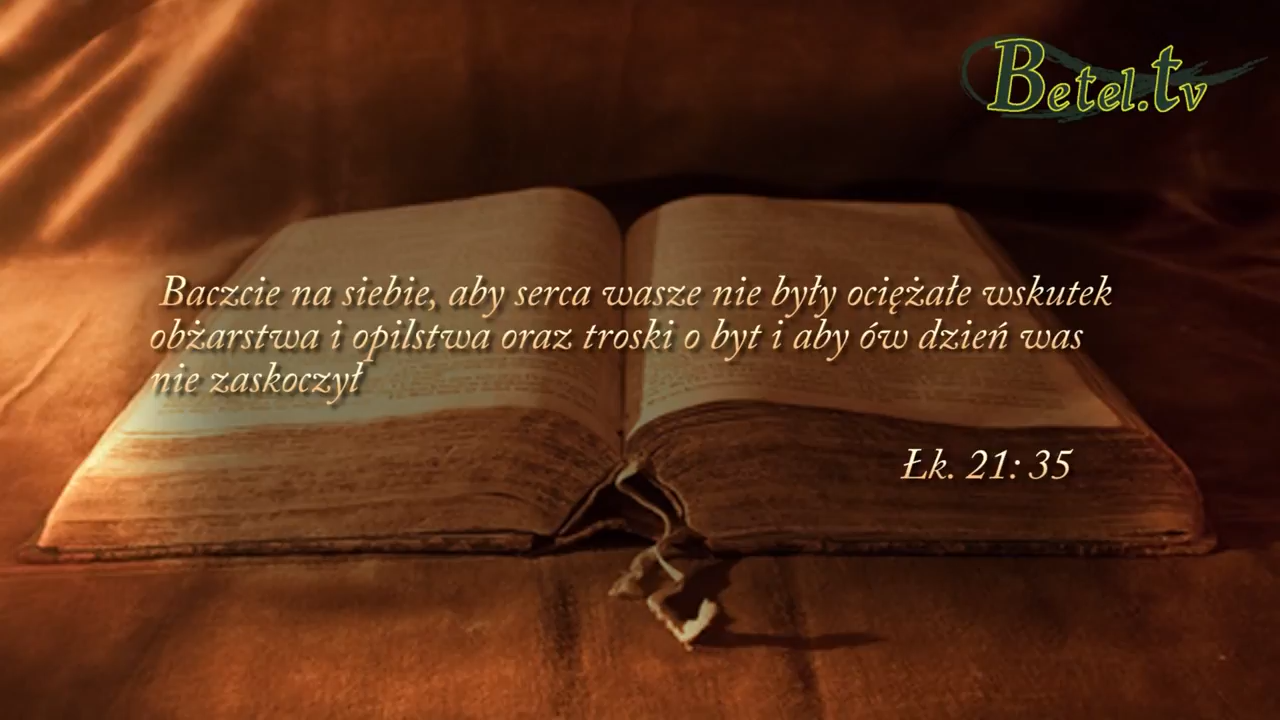 Betel.tv
Baczcie na siebie, aby serca wasze nie były ociężałe wskutek
obżarstwa i opilstwa oraz troski o byt i aby ów dzień was
nie zaskoczył
Łk. 21: 35